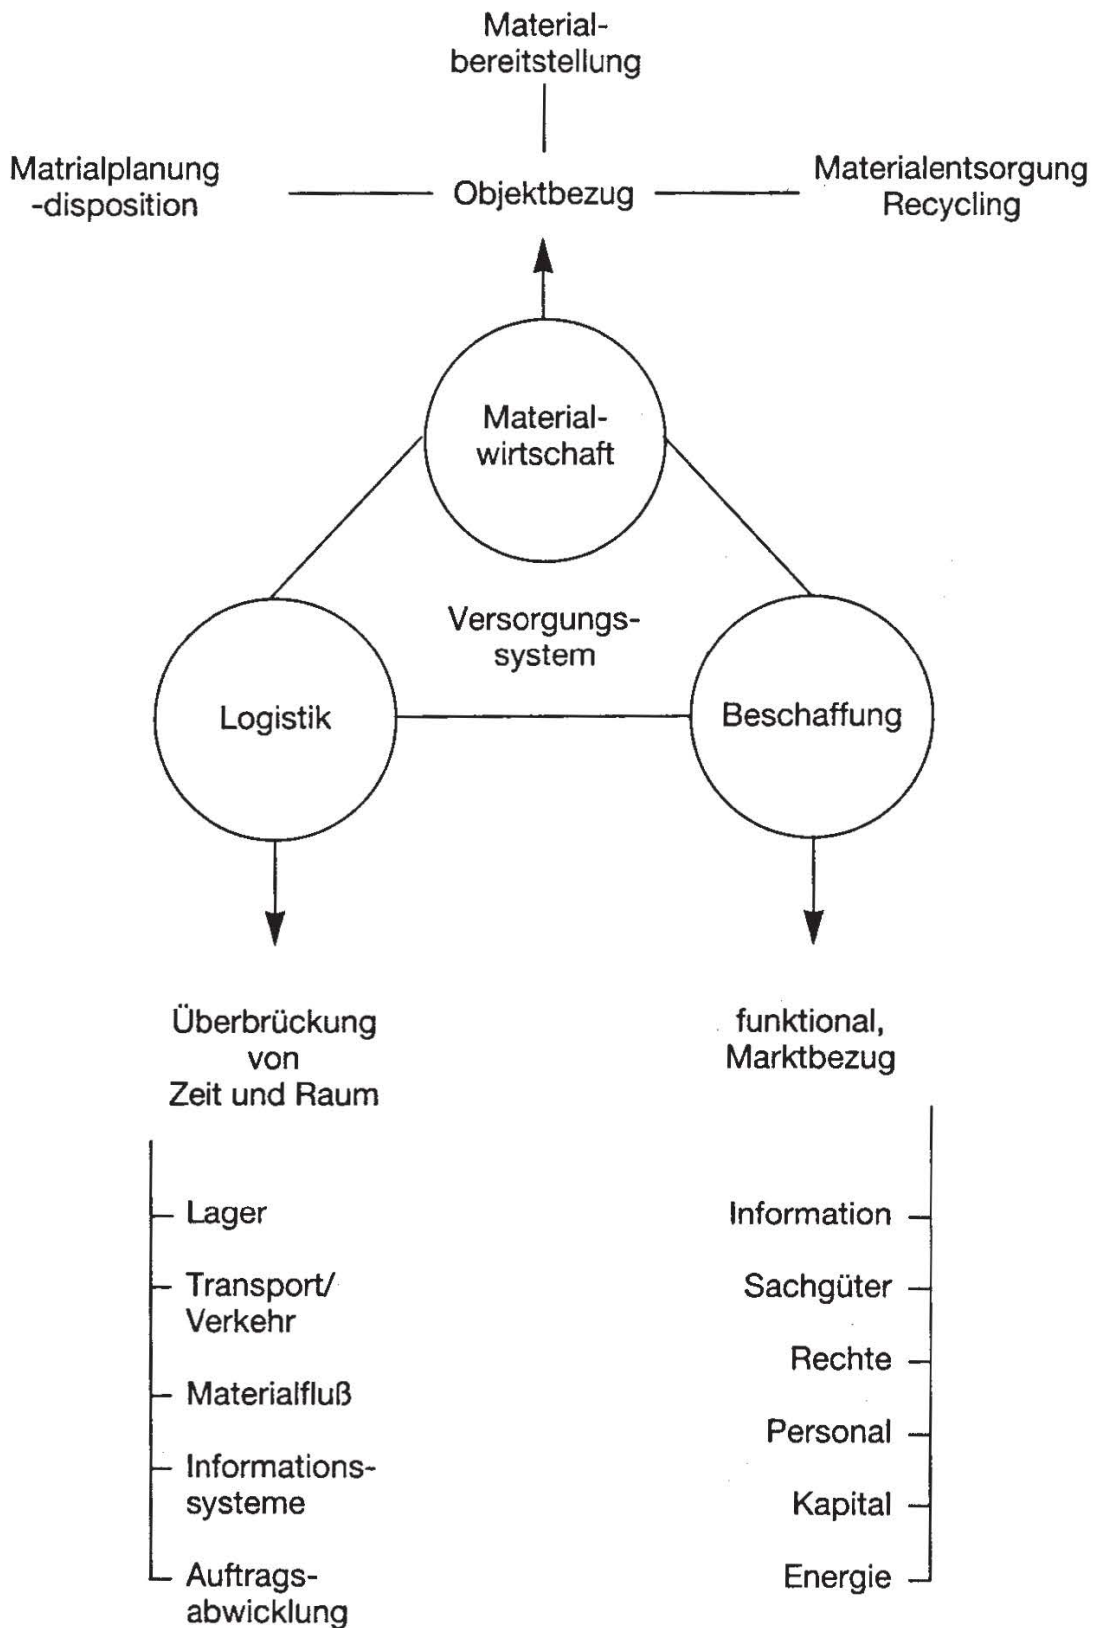 Material-
bereitstellung
Matrialplanung
-disposition
Objektbezug
Materialentsorgung
Recycling
Material-
wirtschaft
Versorgungs-
system
Logistik
Beschaffung
Überbrückung
von
Zeit und Raum
funktional,
Marktbezug
Lager
Transport/
Verkehr
Materialfluß
Informations-
systeme
Auftrags-
abwicklung
Information
Sachgüter
Rechte
Personal
Kapital
Energie